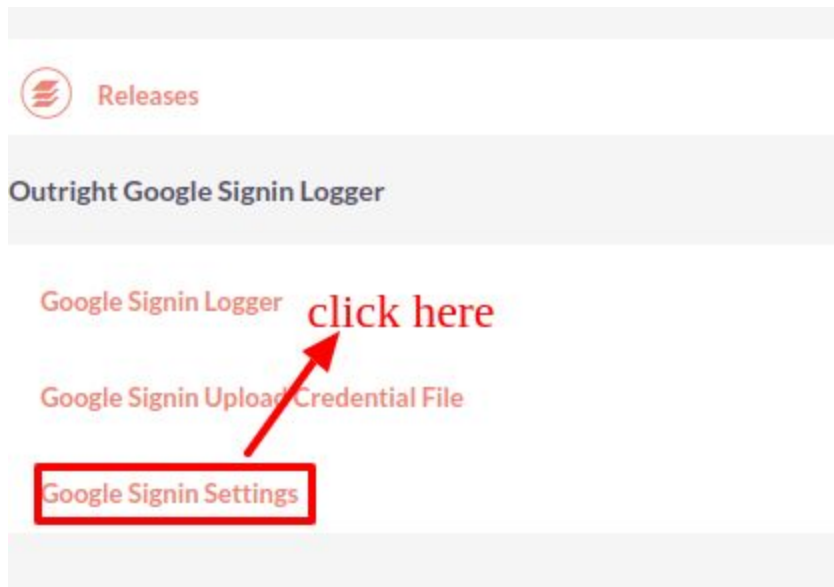 Releases
Outright Google Signin Logger
Google Signin Logger
click here
Google Signin Upload Credential File
Google Signin Settings